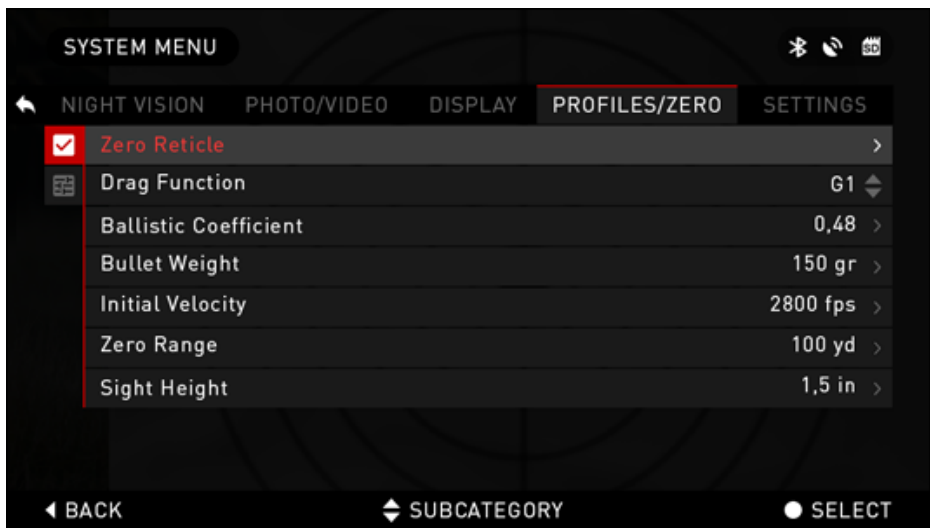 SYSTEM MENU
SD
NIGHT VISION PHOTO/VIDEO DISPLAY PROFILES/ZERO SETTINGS
Zero Reticle
Drag Function G1
Ballistic Coefficient 0,48
Bullet Weight 150 gr
Initial Velocity 2800 fps
Zero Range 100 yd
Sight Height 1,5 in
BACK SUBCATEGORY SELECT